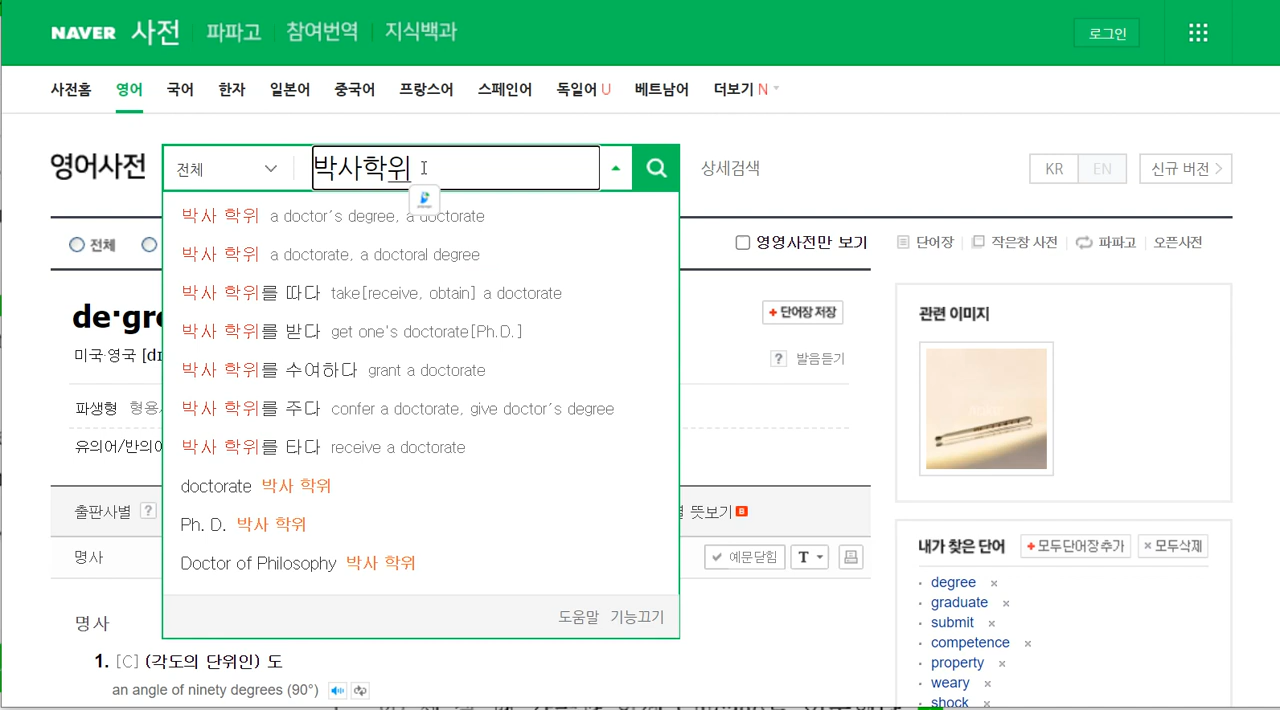 NAVER 사전 파파고 참여번역 지식백과 로그인
사전홈 영어 국어 한자 일본어 중국어 프랑스어 스페인어 독일어 U 베트남어 더보기 N
영어사전 전체 박사학위 상세검색 KR EN 신규 버전
박사 학위 a doctor's degree, a doctorate
전체 영영사전만 보기 단어장 작은창 사전 파파고 오픈사전
박사 학위 a doctorate, a doctoral degree
박사 학위를 따다 take[receive, obtain] a doctorate
박사 학위를 받다 get one's doctorate[Ph.D.]
박사 학위를 수여하다 grant a doctorate
박사 학위를 주다 confer a doctorate, give doctor's degree
박사 학위를 타다 receive a doctorate
doctorate 박사 학위
Ph. D. 박사 학위
Doctor of Philosophy 박사 학위
도움말 기능끄기
+ 단어장 저장
미국·영국
? 발음듣기
파생형
유의어/반의어
출판사별 ? 뜻보기 B
명사 예문닫힘 T
명사
1. [C] (각도의 단위인) 도
an angle of ninety degrees (90°)
관련 이미지
내가 찾은 단어 + 모두단어장추가 × 모두삭제
· degree ×
· graduate ×
· submit ×
· competence ×
· property ×
· weary ×
· shock ×